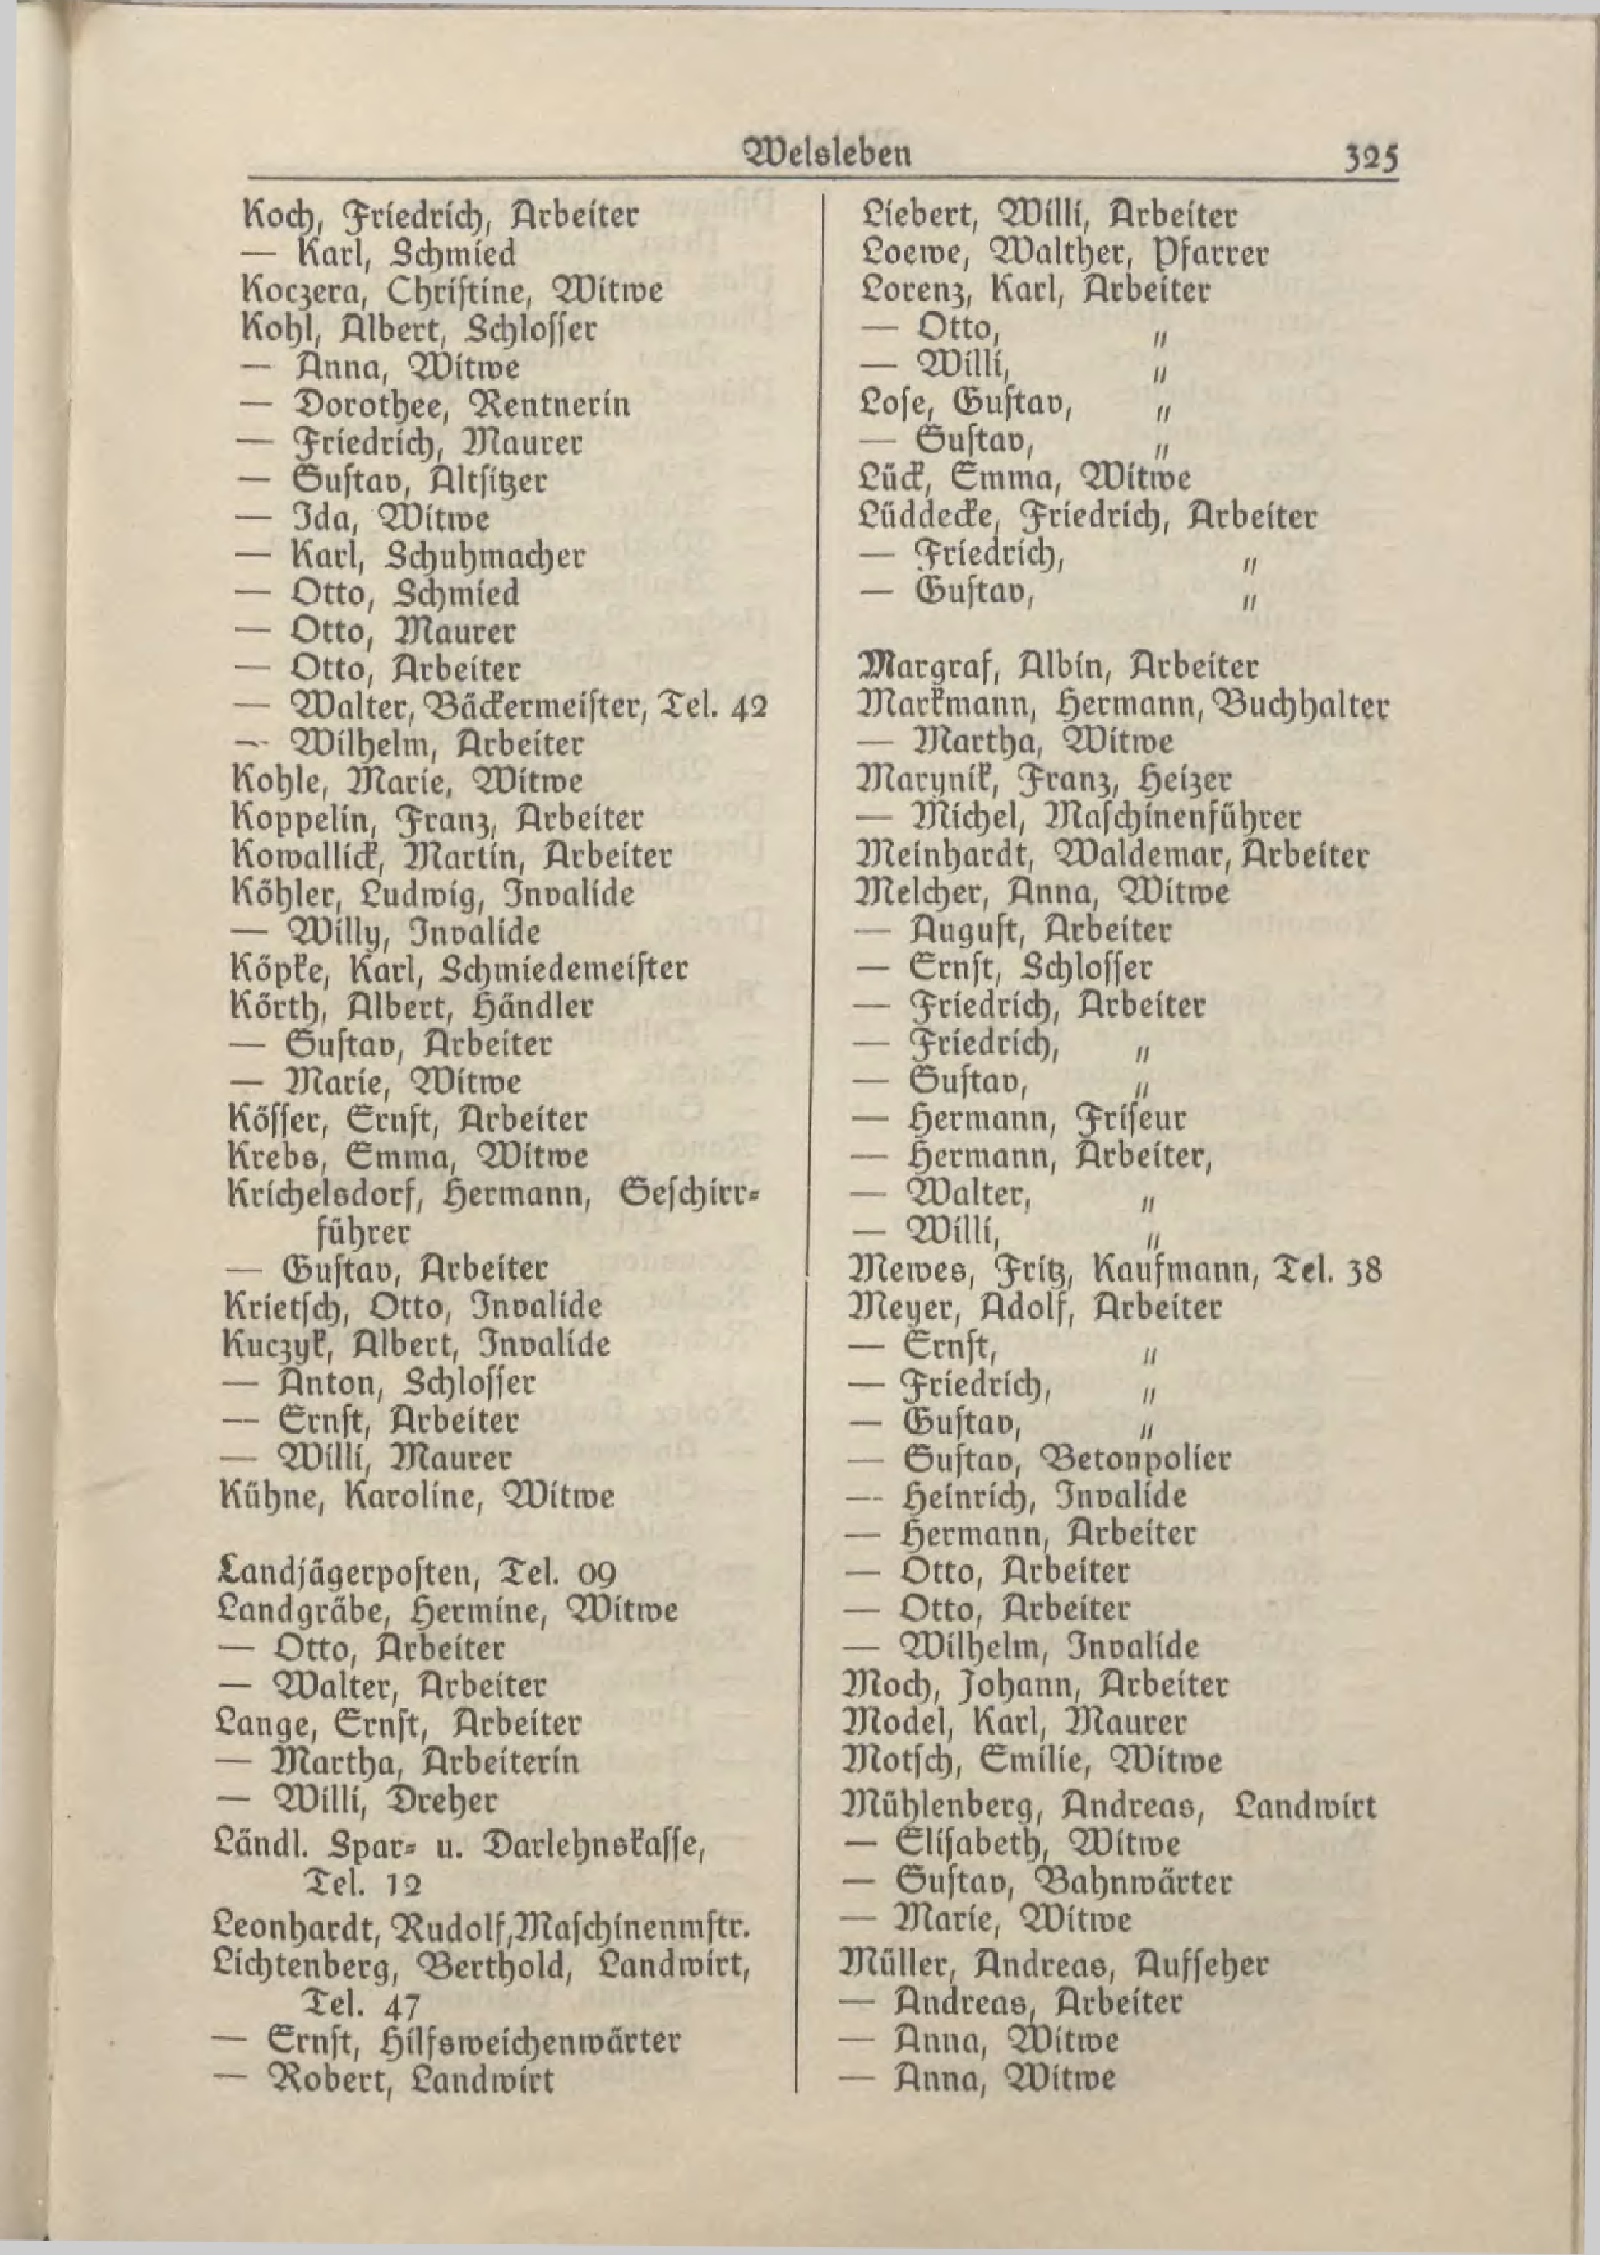 Welsleben
325
Koch, Friedrich, Arbeiter
— Karl, Schmied
Koczera, Christine, Witwe
Kohl, Albert, Schlosser
— Anna, Witwe
— Dorothee, Rentnerin
— Friedrich, Maurer
— Gustav, Altsitzer
— Ida, Witwe
— Karl, Schuhmacher
— Otto, Schmied
— Otto, Maurer
— Otto, Arbeiter
— Walter, Bäckermeister, Tel. 42
— Wilhelm, Arbeiter
Kohle, Marie, Witwe
Koppelin, Franz, Arbeiter
Kowallick, Martin, Arbeiter
Köhler, Ludwig, Invalide
— Willy, Invalide
Köpke, Karl, Schmiedemeister
Körth, Albert, Händler
— Gustav, Arbeiter
— Marie, Witwe
Kösser, Ernst, Arbeiter
Krebs, Emma, Witwe
Krichelsdorf, Hermann, Geschirr-
führer
— Gustav, Arbeiter
Krietsch, Otto, Invalide
Kuczyk, Albert, Invalide
— Anton, Schlosser
— Ernst, Arbeiter
— Willi, Maurer
Kühne, Karoline, Witwe
Landjägerposten, Tel. 09
Landgräbe, Hermine, Witwe
— Otto, Arbeiter
— Walter, Arbeiter
Lange, Ernst, Arbeiter
— Martha, Arbeiterin
— Willi, Dreher
Ländl. Spar- u. Darlehnskasse,
Tel. 12
Leonhardt, Rudolf, Maschinenmstr.
Lichtenberg, Berthold, Landwirt,
Tel. 47
— Ernst, Hilfsweichenwärter
— Robert, Landwirt
Liebert, Willi, Arbeiter
Loewe, Walther, Pfarrer
Lorenz, Karl, Arbeiter
— Otto, „
— Willi, „
Lose, Gustav, „
— Gustav, „
Lück, Emma, Witwe
Lüddecke, Friedrich, Arbeiter
— Friedrich, „
— Gustav, „
Margraf, Albin, Arbeiter
Markmann, Hermann, Buchhalter
— Martha, Witwe
Marynik, Franz, Heizer
— Michel, Maschinenführer
Meinhardt, Waldemar, Arbeiter
Melcher, Anna, Witwe
— August, Arbeiter
— Ernst, Schlosser
— Friedrich, Arbeiter
— Friedrich, „
— Gustav, „
— Hermann, Friseur
— Hermann, Arbeiter,
— Walter, „
— Willi, „
Mewes, Fritz, Kaufmann, Tel. 38
Meyer, Adolf, Arbeiter
— Ernst, „
— Friedrich, „
— Gustav, „
— Gustav, Betonpolier
— Heinrich, Invalide
— Hermann, Arbeiter
— Otto, Arbeiter
— Otto, Arbeiter
— Wilhelm, Invalide
Moch, Johann, Arbeiter
Model, Karl, Maurer
Motsch, Emilie, Witwe
Mühlenberg, Andreas, Landwirt
— Elisabeth, Witwe
— Gustav, Bahnwärter
— Marie, Witwe
Müller, Andreas, Aufseher
— Andreas, Arbeiter
— Anna, Witwe
— Anna, Witwe